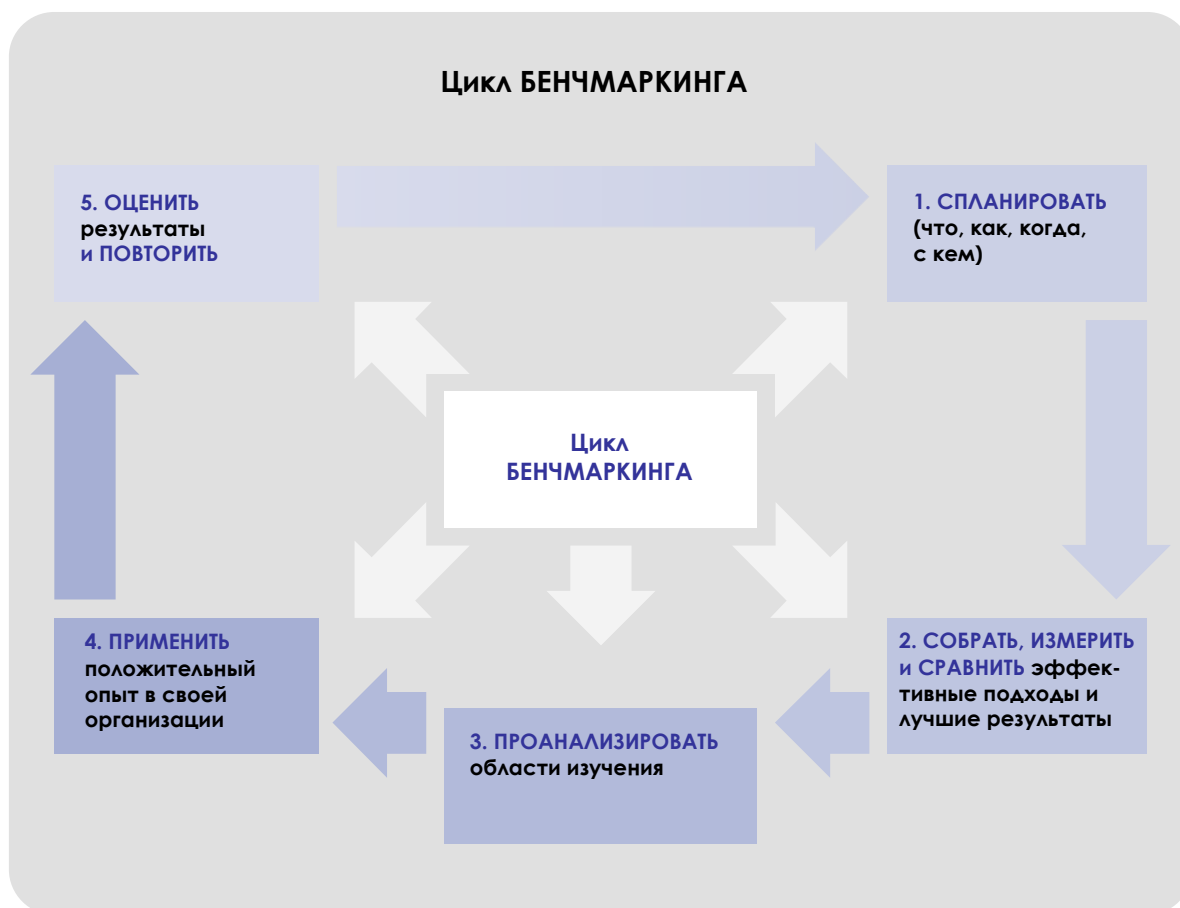 Цикл БЕНЧМАРКИНГА
5. ОЦЕНИТЬ
результаты
и ПОВТОРИТЬ
1. СПЛАНИРОВАТЬ
(что, как, когда,
с кем)
Цикл
БЕНЧМАРКИНГА
4. ПРИМЕНИТЬ
положительный
опыт в своей
организации
3. ПРОАНАЛИЗИРОВАТЬ
области изучения
2. СОБРАТЬ, ИЗМЕРИТЬ
и СРАВНИТЬ эффек-
тивные подходы и
лучшие результаты